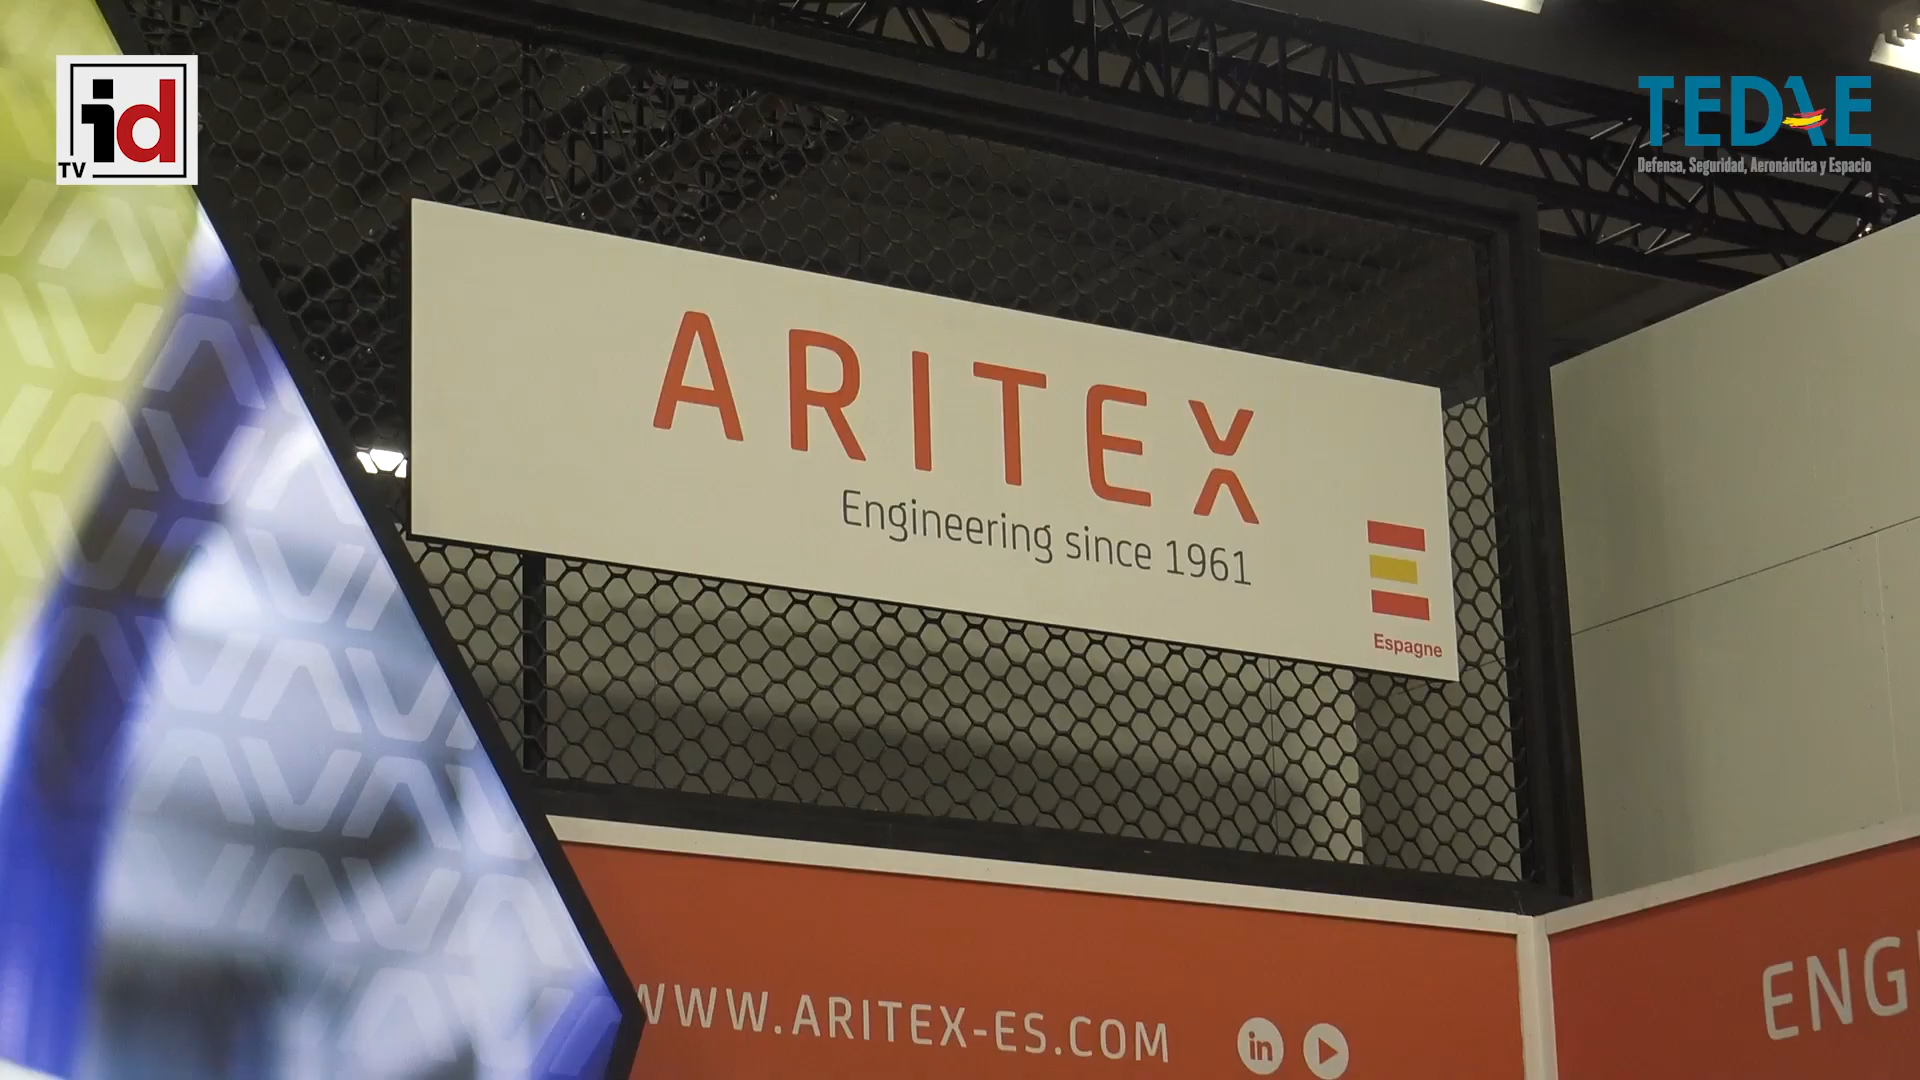 id
TV
TEDAE
Defensa, Seguridad, Aeronáutica y Espacio
ARITEX
Engineering since 1961
Espagne
WWW.ARITEX-ES.COM
in
ENG